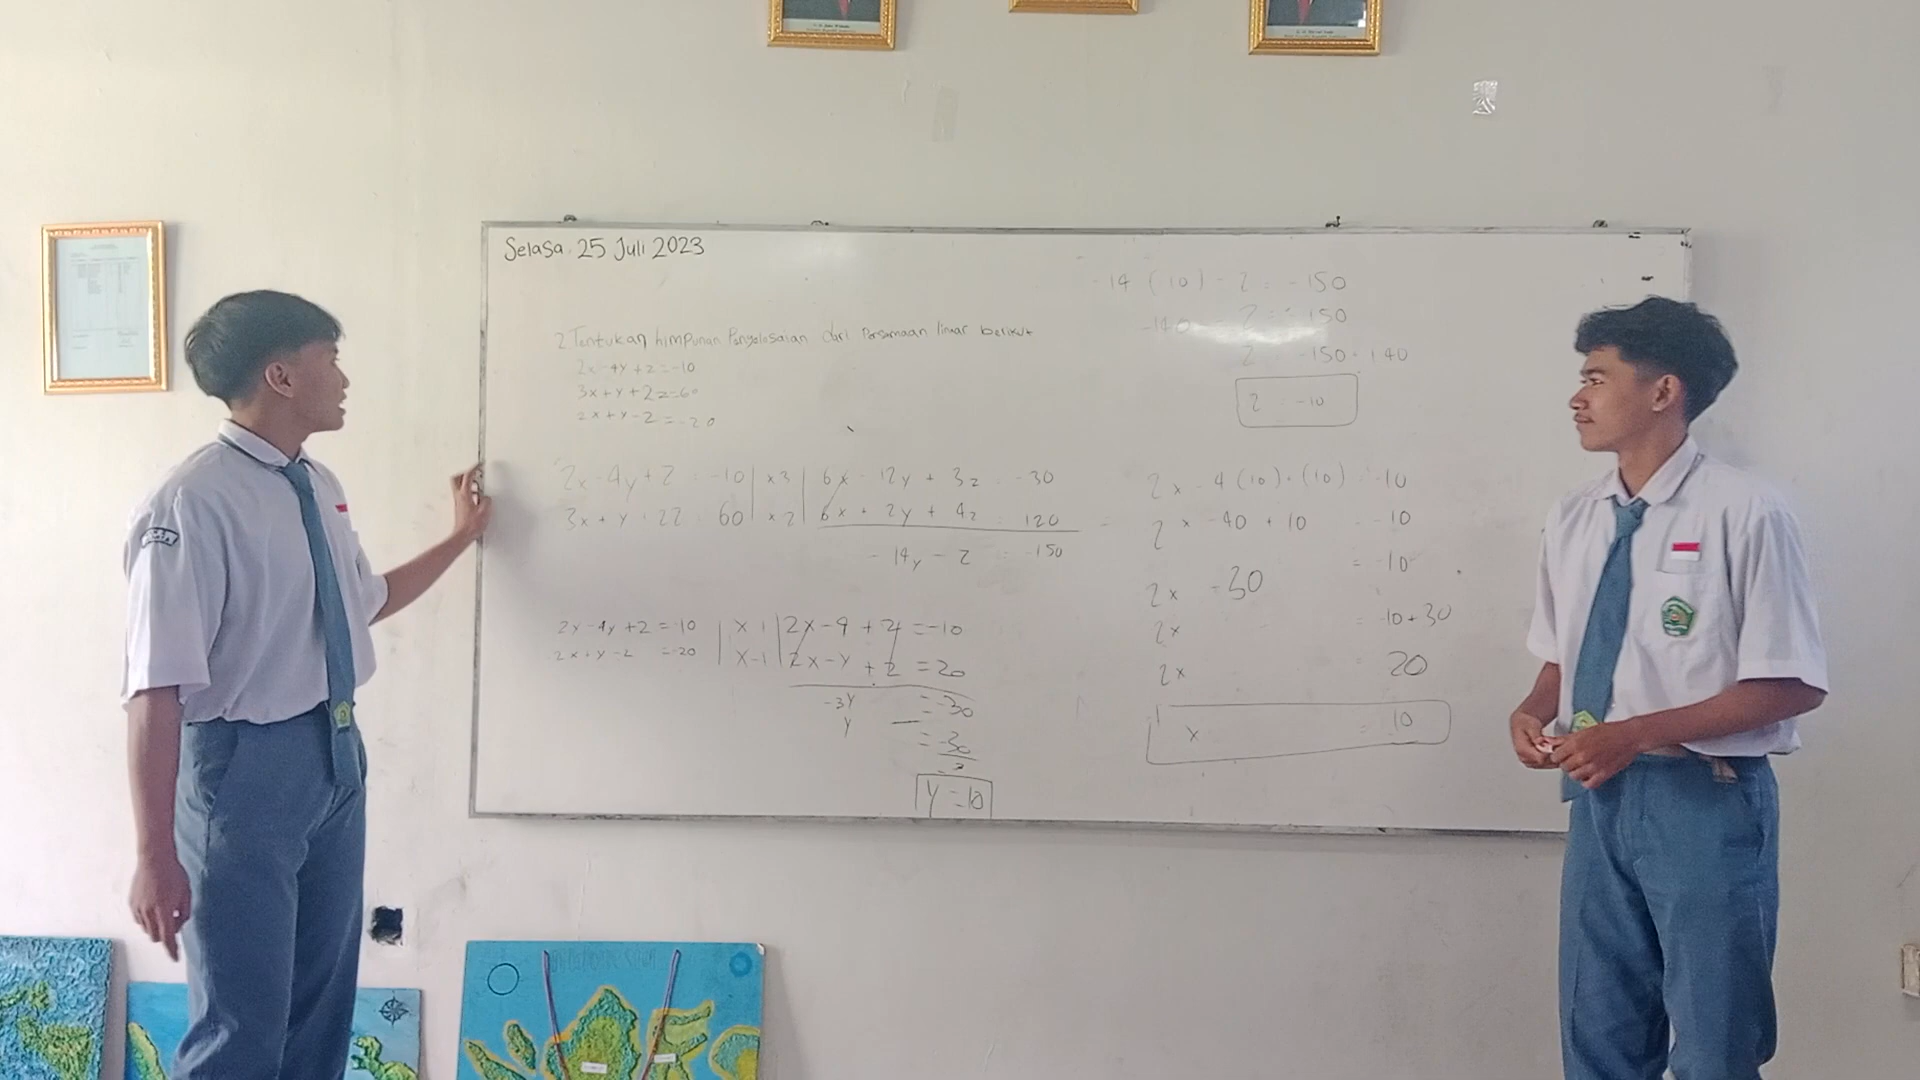 Selasa, 25 Juli 2023
2. Tentukan himpunan Pengelosaian dari Persamaan linear berikut
2x - 4y + z = -10
3x + y + 2z = 60
2x + y - z = -20
2x - 4y + z = -10 | x3 | 6x - 12y + 3z = -30
3x + y + 2z = 60 | x2 | 6x + 2y + 4z = 120
- 14y - z = -150
2x - 4y + z = -10 | x 1 | 2x - 4 + z = -10
2x + y - z = -20 | x -1 | 2x - y + z = 20
-3y = -30
y = -30
y = 10
-14 (10) - z = -150
-140 z = -150
z = -150 + 140
z = -10
2x - 4 (10) + (10) = -10
2x - 40 + 10 = -10
2x - 30 = -10
2x = -10 + 30
2x = 20
x = 10